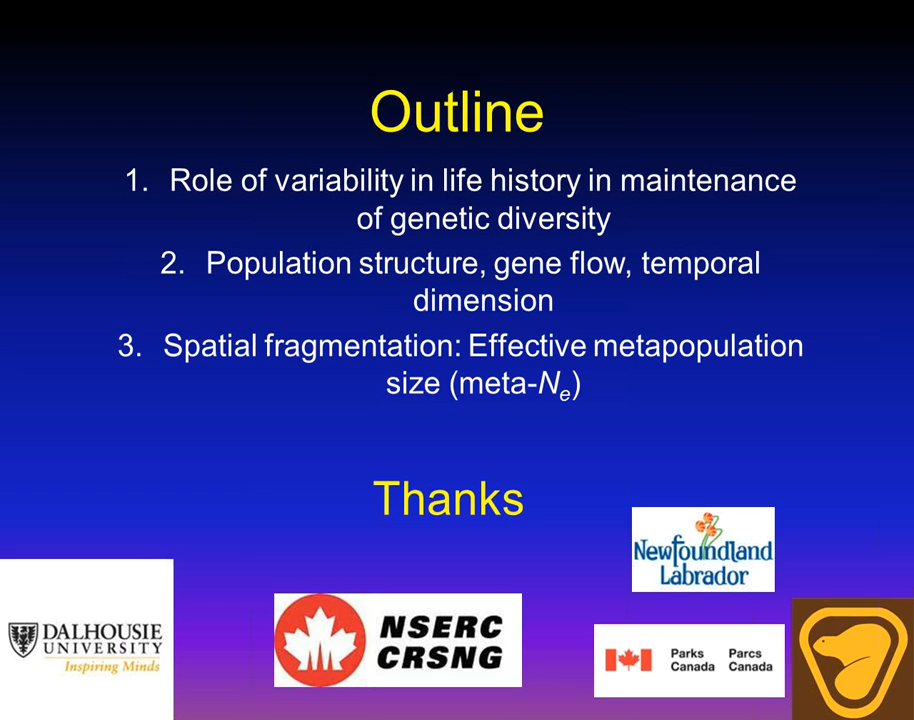 Outline
1. Role of variability in life history in maintenance
of genetic diversity
2. Population structure, gene flow, temporal
dimension
3. Spatial fragmentation: Effective metapopulation
size (meta-Ne)
Thanks
Newfoundland
Labrador
DALHOUSIE
UNIVERSITY
Inspiring Minds
NSERC
CRSNG
Parks Parcs
Canada Canada